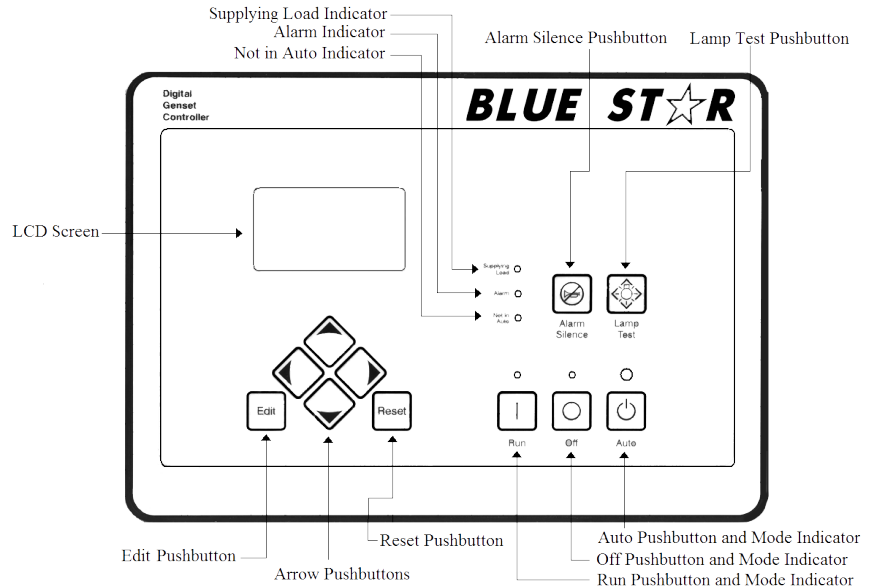 Supplying Load Indicator
Alarm Indicator
Not in Auto Indicator
Alarm Silence Pushbutton
Lamp Test Pushbutton
Digital
Genset
Controller
BLUE ST☆R
LCD Screen
Supplying
Load
Alarm
Not in
Auto
Alarm
Silence
Lamp
Test
Edit
Reset
Run
Off
Auto
Edit Pushbutton
Arrow Pushbuttons
Reset Pushbutton
Auto Pushbutton and Mode Indicator
Off Pushbutton and Mode Indicator
Run Pushbutton and Mode Indicator